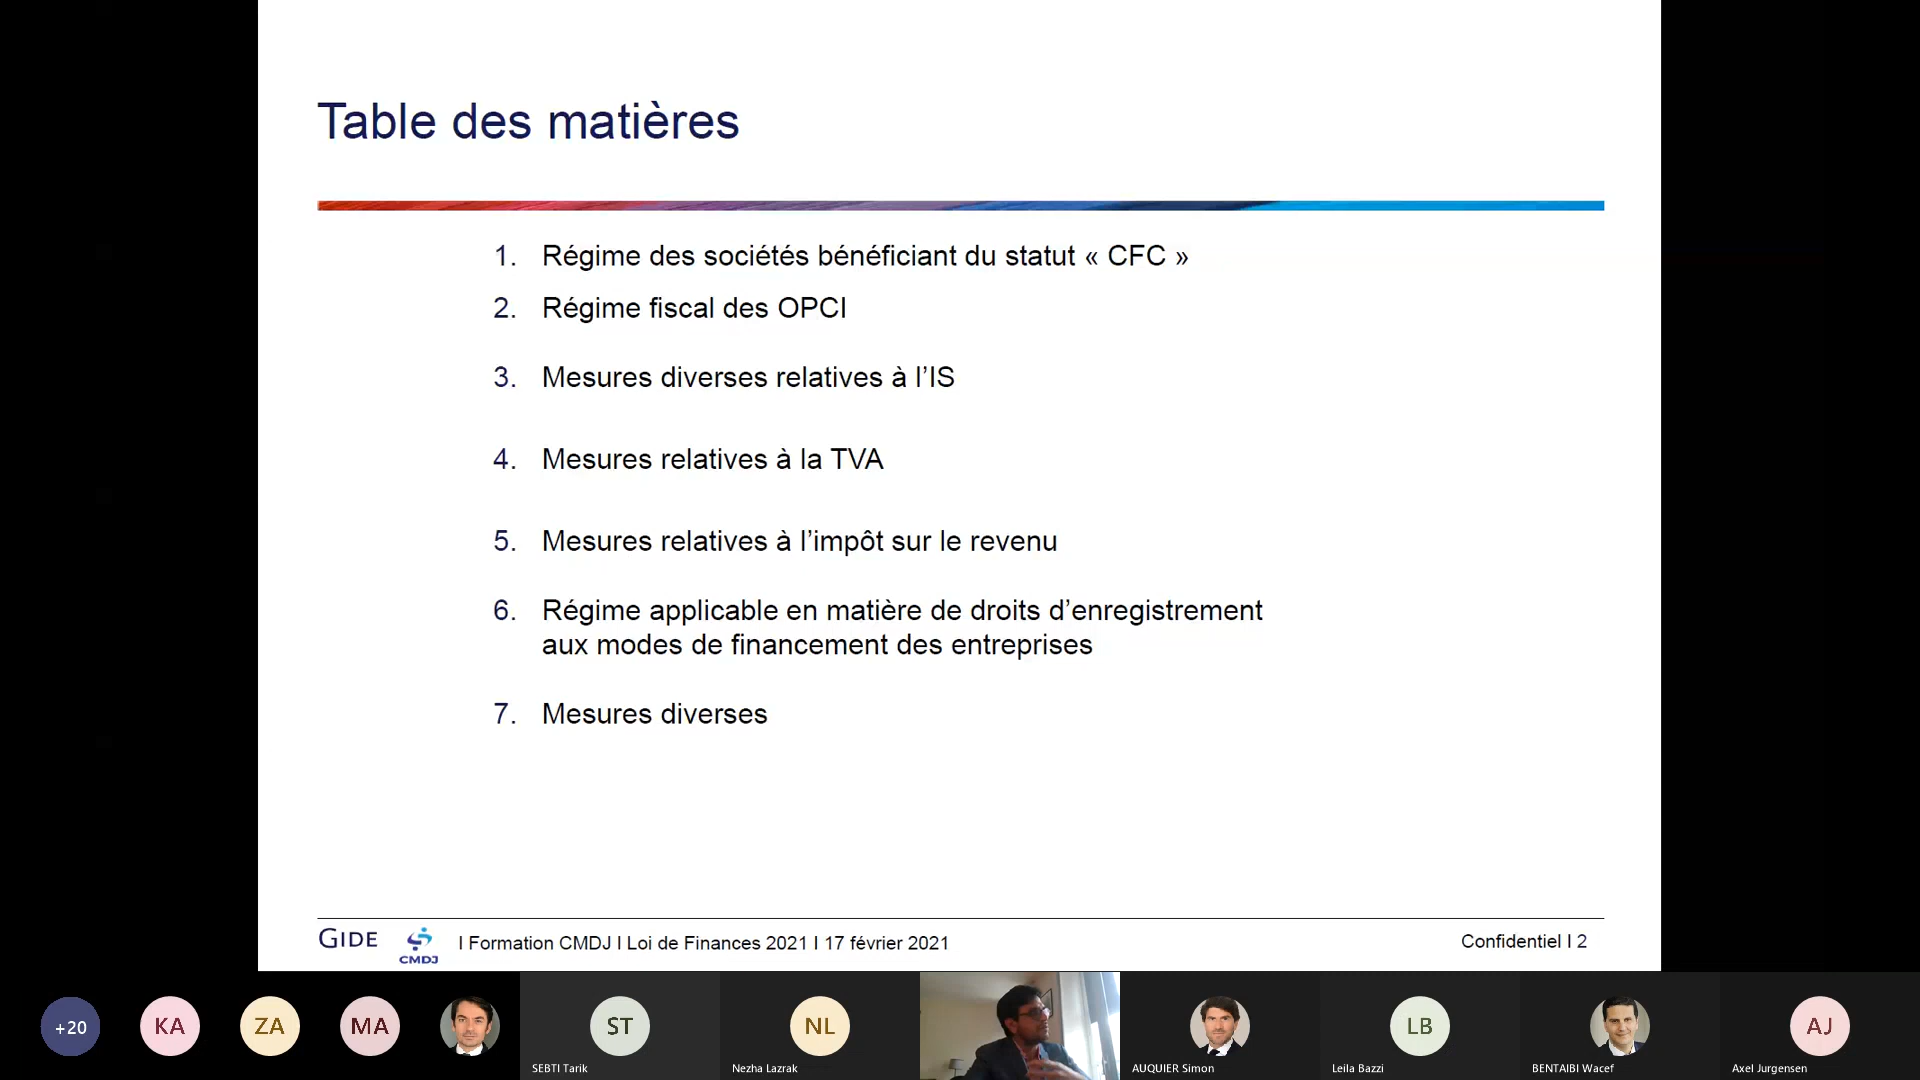 Table des matières
1. Régime des sociétés bénéficiant du statut « CFC »
2. Régime fiscal des OPCI
3. Mesures diverses relatives à l’IS
4. Mesures relatives à la TVA
5. Mesures relatives à l’impôt sur le revenu
6. Régime applicable en matière de droits d’enregistrement
aux modes de financement des entreprises
7. Mesures diverses
GIDE CMDJ I Formation CMDJ I Loi de Finances 2021 I 17 février 2021
Confidentiel I 2
+20 KA ZA MA ST NL LB AJ
SEBTI Tarik Nezha Lazrak AUQUIER Simon Leila Bazzi BENTAIBI Wacef Axel Jurgensen